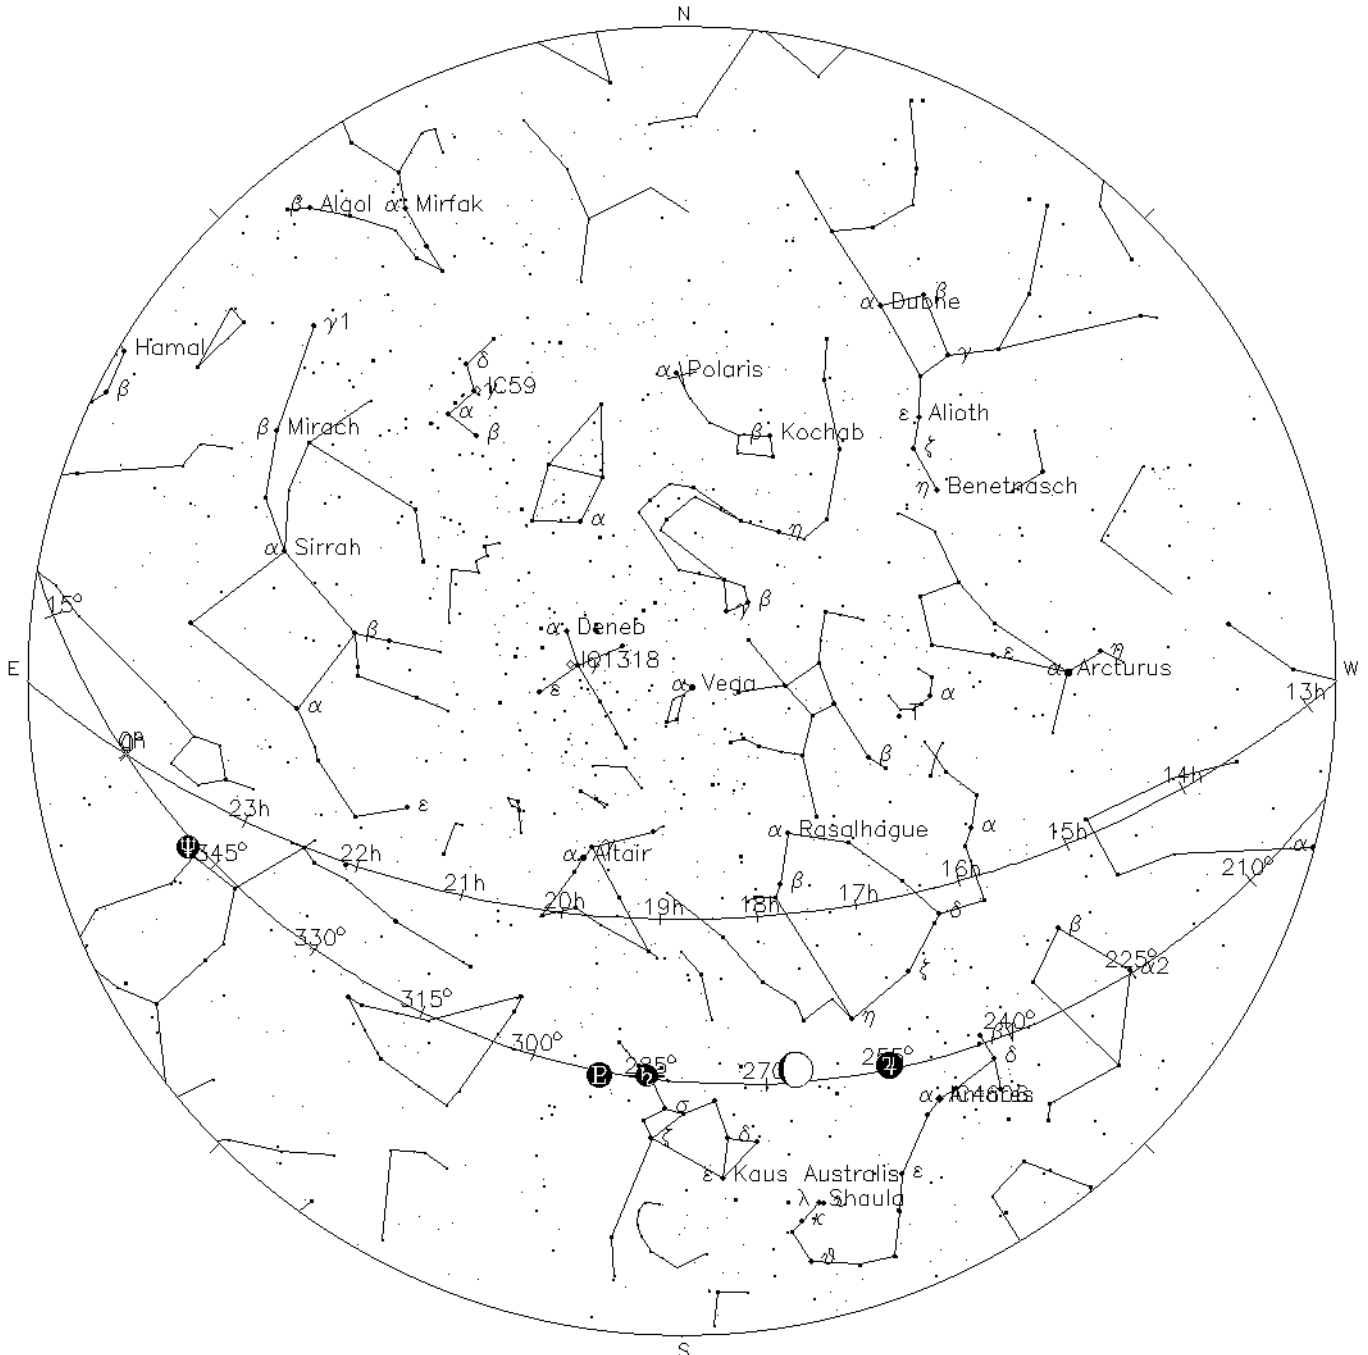 N
β Algol α Mirfak
α Dubhe β
γ1
Hamal
δ
γ
β
α Polaris
IC59
α
ε Alioth
β Mirach
β
β Kochab
ζ
η Benetnasch
α
η
α Sirrah
15°
β
γ
α Deneb
β
ε
α Arcturus
η
E
W
α Vega
ε
α
13h
α
T
0h
β
14h
23h
ε
α Rasalhague
α
15h
α
345°
22h
α Altair
210°
21h
β
16h
20h
19h
18h
17h
δ
β
330°
225°
α2
ζ
315°
η
300°
240°
β1
285°
270
255°
δ
α
σ
ζ
δ
ε Kaus Australis
ε
λ Shaula
κ
ϑ
S